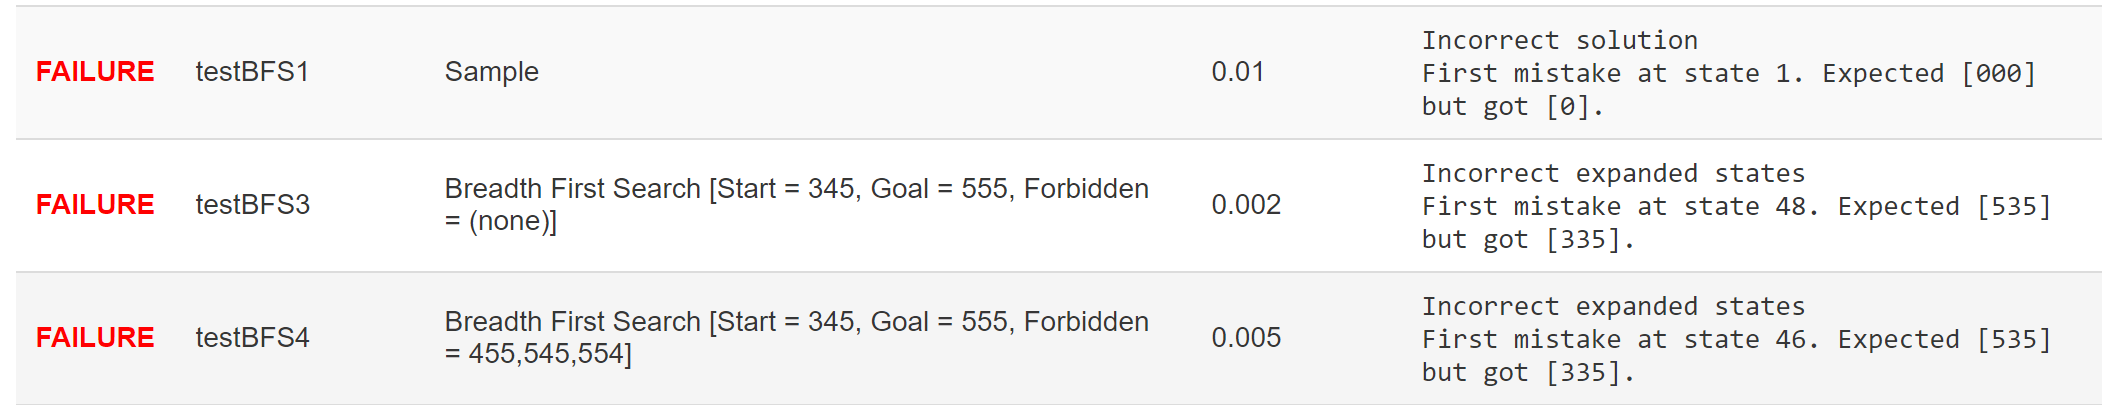 FAILURE testBFS1 Sample 0.01 Incorrect solution
First mistake at state 1. Expected [000]
but got [0].
FAILURE testBFS3 Breadth First Search [Start = 345, Goal = 555, Forbidden
= (none)] 0.002 Incorrect expanded states
First mistake at state 48. Expected [535]
but got [335].
FAILURE testBFS4 Breadth First Search [Start = 345, Goal = 555, Forbidden
= 455,545,554] 0.005 Incorrect expanded states
First mistake at state 46. Expected [535]
but got [335].